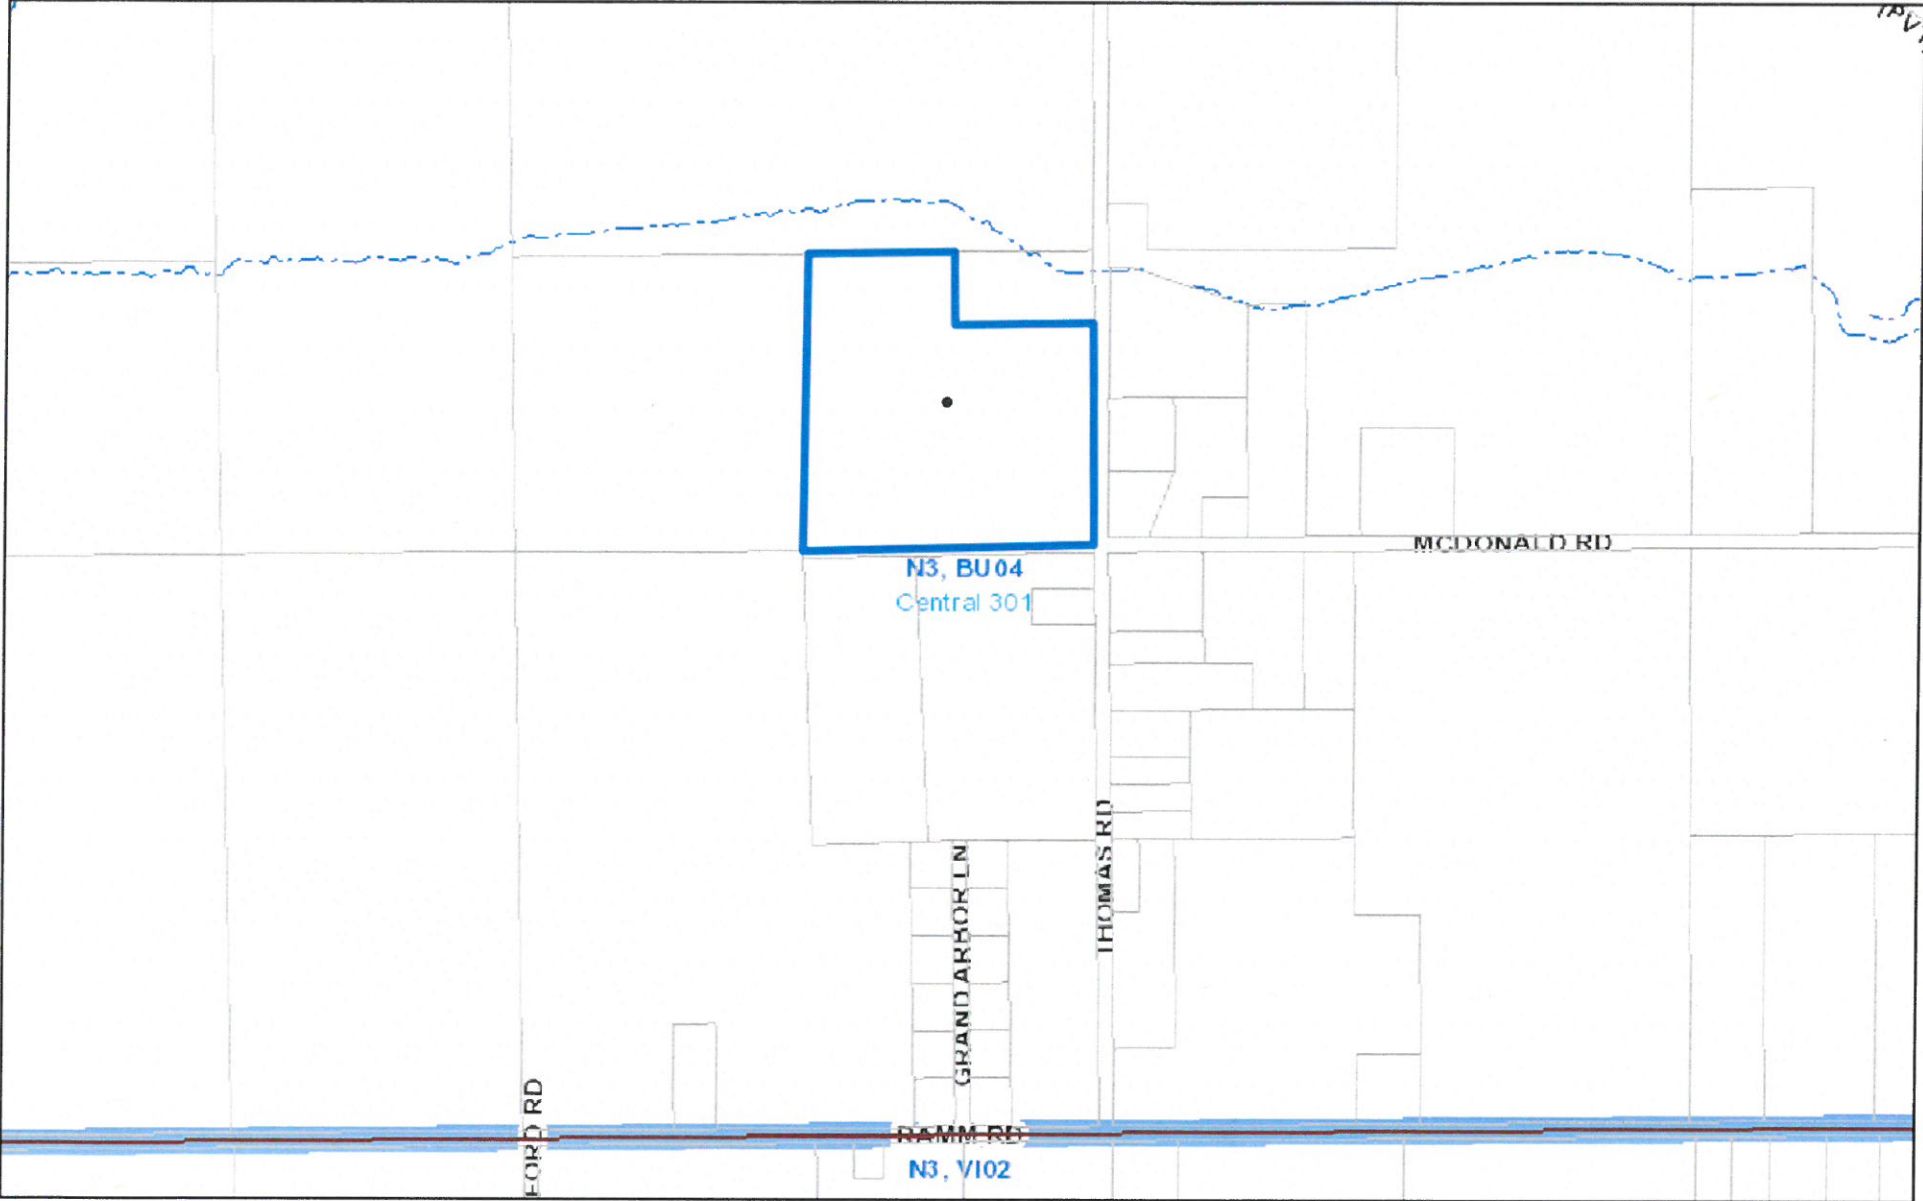 MCDONALD RD
N3, BU04
Central 301
THOMAS RD
GRAND ARBOR LN
FORD RD
RAMM RD
N3, VI02